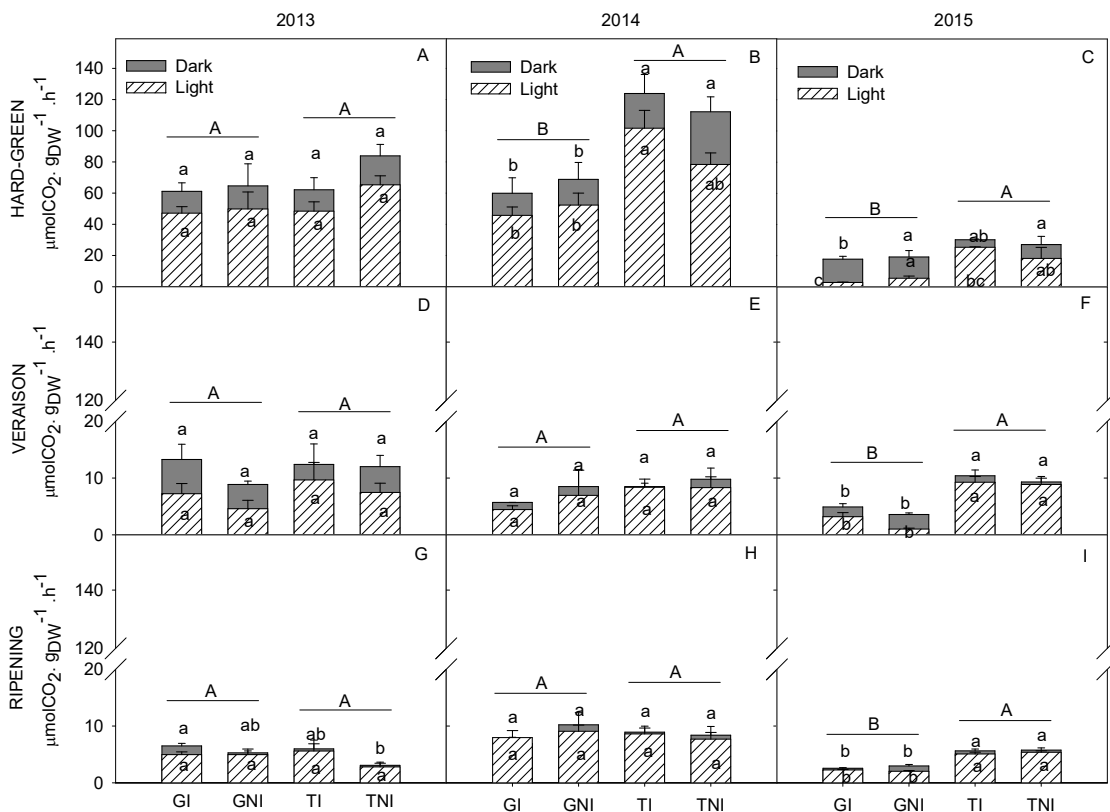 2013 2014 2015
HARD-GREEN
µmolCO2. gDW⁻¹ .h⁻¹
140
120
100
80
60
40
20
0
A
Dark
Light
A A
a a a a
a a a a
B
Dark
Light
A
B
a a
b b
a ab
b b
C
Dark
Light
A
B
b a ab a
c a bc ab
VERAISON
µmolCO2. gDW⁻¹ .h⁻¹
140
120
20
10
0
D
A A
a a a a
a a a a
E
A A
a a a a
a a a a
F
A
B
b b a a
b b a a
RIPENING
µmolCO2. gDW⁻¹ .h⁻¹
140
120
20
10
0
G
A A
a ab ab b
a a a a
H
A A
a a a a
a a a a
I
A
B
b b a a
b b a a
GI GNI TI TNI GI GNI TI TNI GI GNI TI TNI